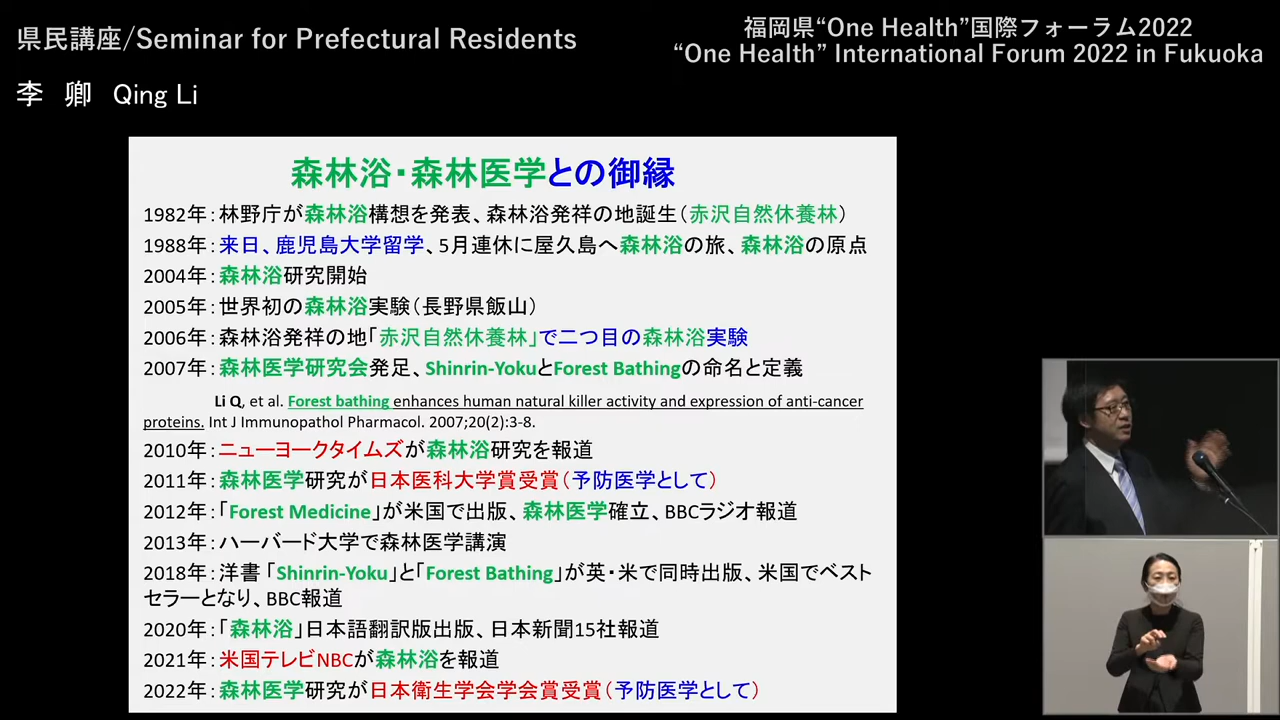 県民講座/Seminar for Prefectural Residents
福岡県“One Health”国際フォーラム2022
“One Health” International Forum 2022 in Fukuoka
李 卿 Qing Li
森林浴・森林医学との御縁
1982年：林野庁が森林浴構想を発表、森林浴発祥の地誕生（赤沢自然休養林）
1988年：来日、鹿児島大学留学、5月連休に屋久島へ森林浴の旅、森林浴の原点
2004年：森林浴研究開始
2005年：世界初の森林浴実験（長野県飯山）
2006年：森林浴発祥の地「赤沢自然休養林」で二つ目の森林浴実験
2007年：森林医学研究会発足、Shinrin-YokuとForest Bathingの命名と定義
Li Q, et al. Forest bathing enhances human natural killer activity and expression of anti-cancer
proteins. Int J Immunopathol Pharmacol. 2007;20(2):3-8.
2010年：ニューヨークタイムズが森林浴研究を報道
2011年：森林医学研究が日本医科大学賞受賞（予防医学として）
2012年：「Forest Medicine」が米国で出版、森林医学確立、BBCラジオ報道
2013年：ハーバード大学で森林医学講演
2018年：洋書「Shinrin-Yoku」と「Forest Bathing」が英・米で同時出版、米国でベスト
セラーとなり、BBC報道
2020年：「森林浴」日本語翻訳版出版、日本新聞15社報道
2021年：米国テレビNBCが森林浴を報道
2022年：森林医学研究が日本衛生学会学会賞受賞（予防医学として）